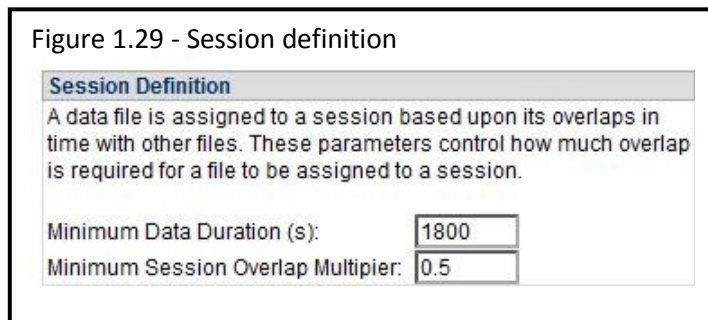 Figure 1.29 - Session definition
Session Definition
A data file is assigned to a session based upon its overlaps in
time with other files. These parameters control how much overlap
is required for a file to be assigned to a session.
Minimum Data Duration (s): 1800
Minimum Session Overlap Multipier: 0.5